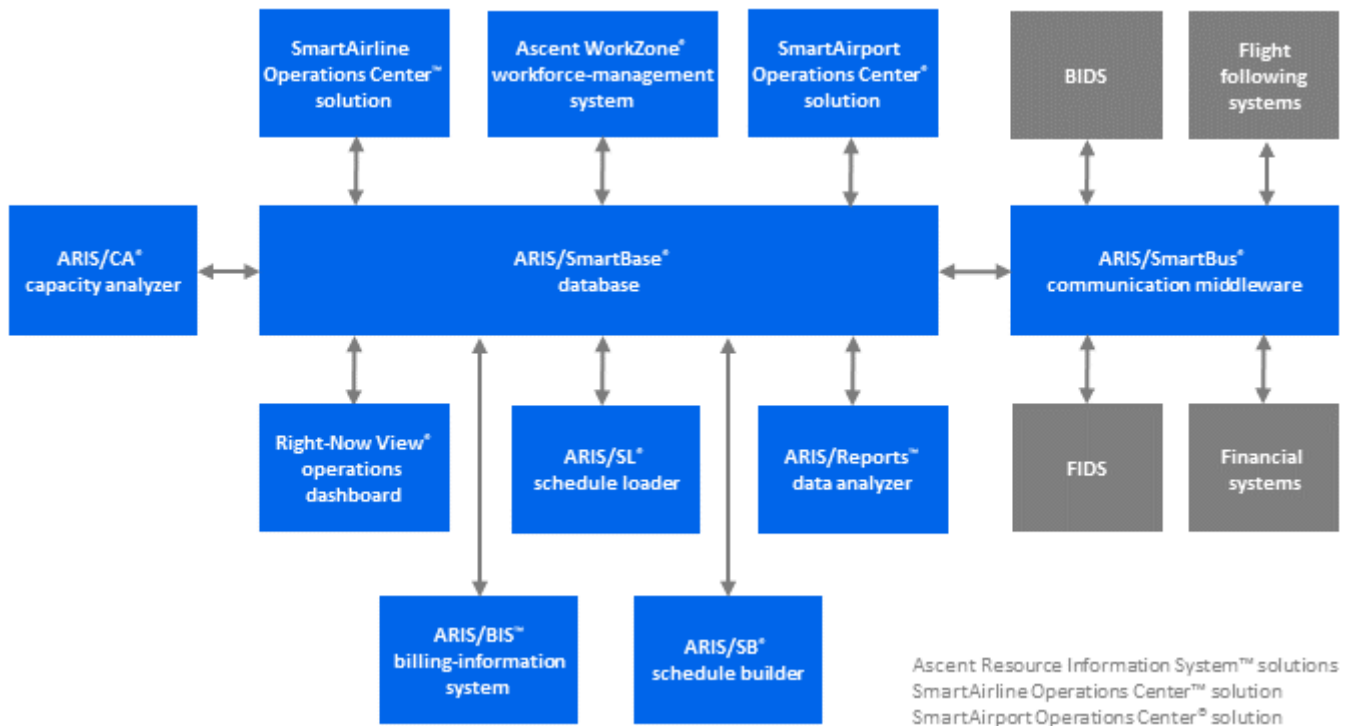 SmartAirline
Operations Center™
solution
Ascent WorkZone®
workforce-management
system
SmartAirport
Operations Center®
solution
BIDS
Flight
following
systems
ARIS/CA®
capacity analyzer
ARIS/SmartBase®
database
ARIS/SmartBus®
communication middleware
Right-Now View®
operations
dashboard
ARIS/SL®
schedule loader
ARIS/Reports™
data analyzer
FIDS
Financial
systems
ARIS/BIS™
billing-information
system
ARIS/SB®
schedule builder
Ascent Resource Information System™ solutions
SmartAirline Operations Center™ solution
SmartAirport Operations Center® solution